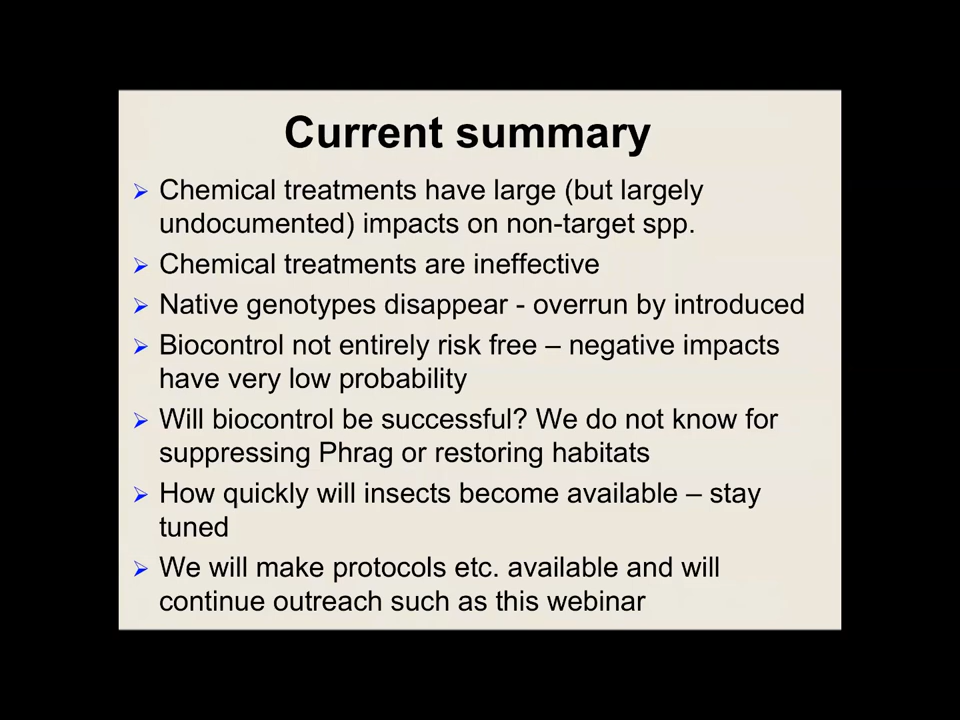 Current summary
Chemical treatments have large (but largely
undocumented) impacts on non-target spp.
Chemical treatments are ineffective
Native genotypes disappear - overrun by introduced
Biocontrol not entirely risk free – negative impacts
have very low probability
Will biocontrol be successful? We do not know for
suppressing Phrag or restoring habitats
How quickly will insects become available – stay
tuned
We will make protocols etc. available and will
continue outreach such as this webinar